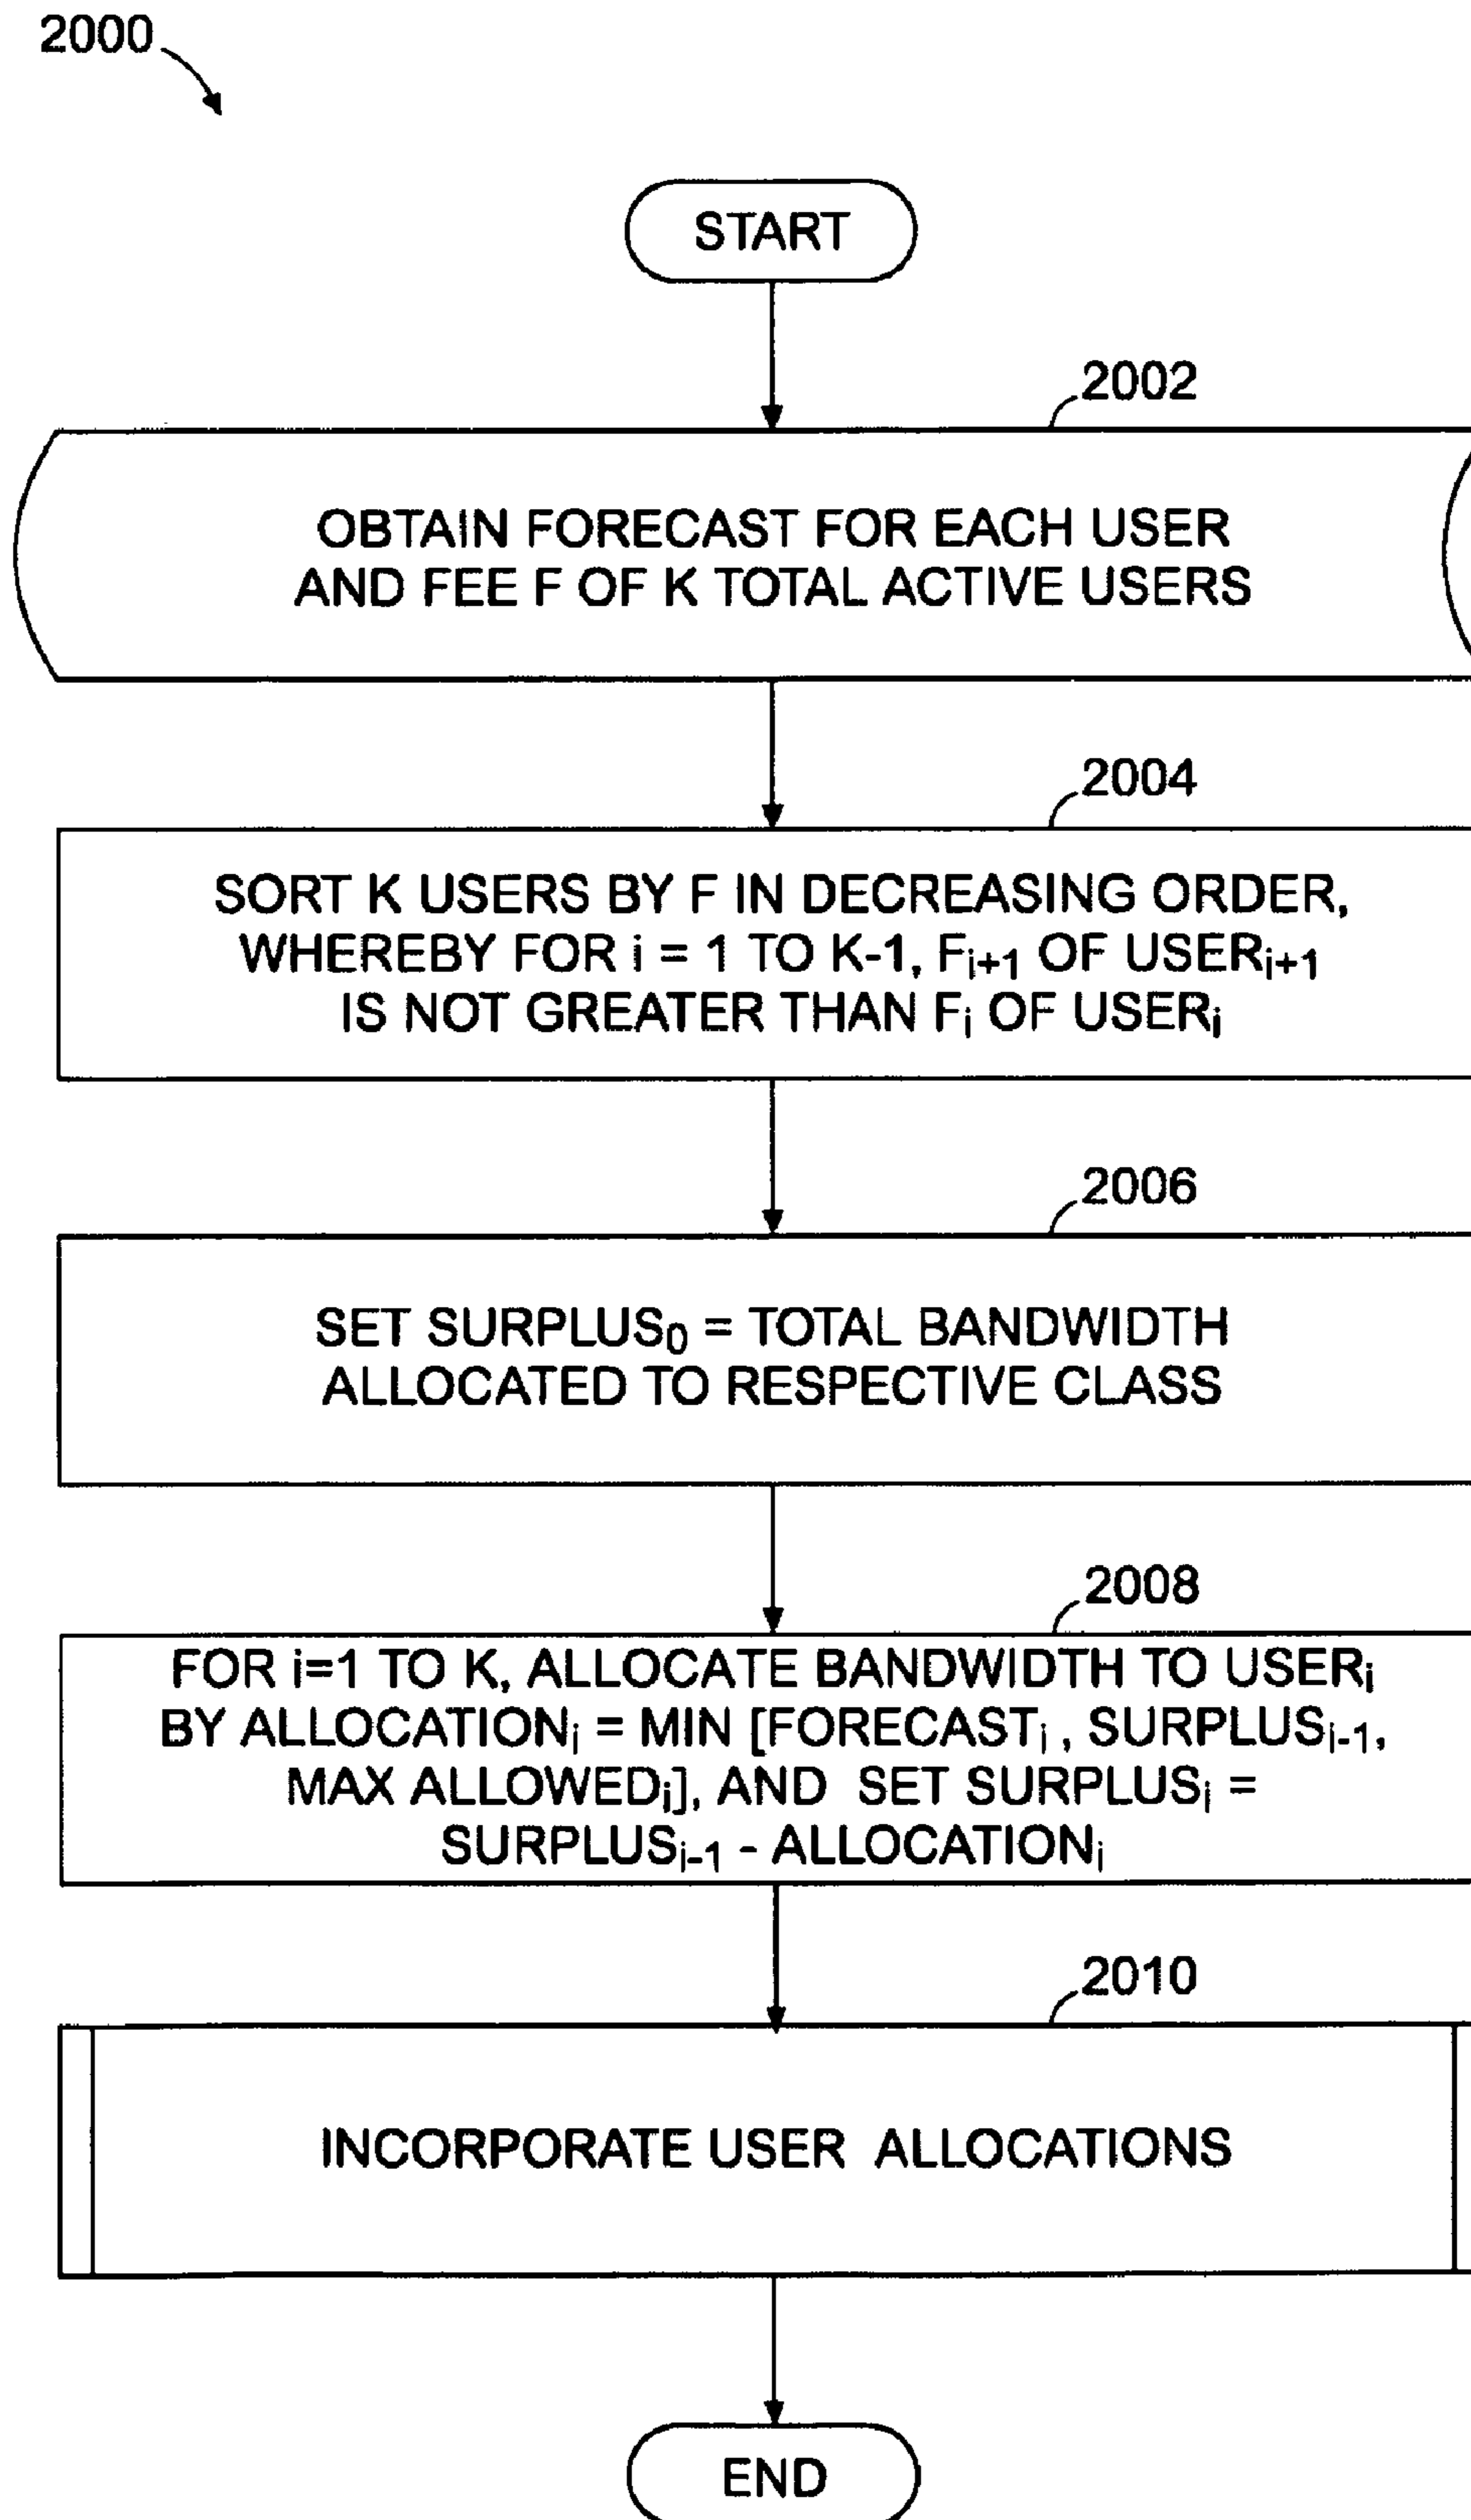 2000
START
2002
OBTAIN FORECAST FOR EACH USER
AND FEE F OF K TOTAL ACTIVE USERS
2004
SORT K USERS BY F IN DECREASING ORDER,
WHEREBY FOR i = 1 TO K-1, Fi+1 OF USERi+1
IS NOT GREATER THAN Fi OF USERi
2006
SET SURPLUS0 = TOTAL BANDWIDTH
ALLOCATED TO RESPECTIVE CLASS
2008
FOR i=1 TO K, ALLOCATE BANDWIDTH TO USERi
BY ALLOCATIONi = MIN [FORECASTi , SURPLUSi-1,
MAX ALLOWEDi], AND SET SURPLUSi =
SURPLUSi-1 - ALLOCATIONi
2010
INCORPORATE USER ALLOCATIONS
END